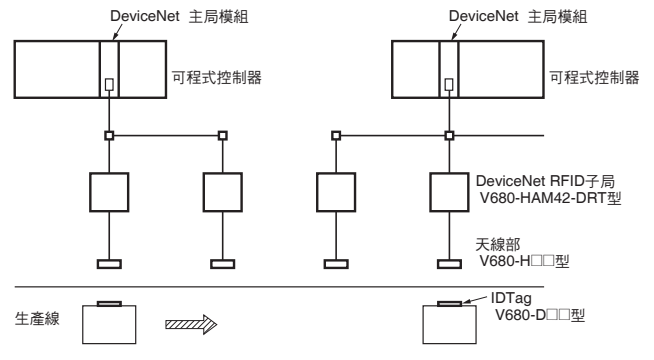 DeviceNet 主局模組
DeviceNet 主局模組
可程式控制器
可程式控制器
DeviceNet RFID子局
V680-HAM42-DRT型
天線部
V680-H□□型
生產線
IDTag
V680-D□□型